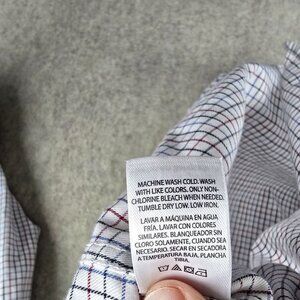 MACHINE WASH COLD. WASH
WITH LIKE COLORS. ONLY NON-
CHLORINE BLEACH WHEN NEEDED.
TUMBLE DRY LOW. LOW IRON.
LAVAR A MÁQUINA EN AGUA
FRÍA. LAVAR CON COLORES
SIMILARES. BLANQUEADOR SIN
CLORO SOLAMENTE, CUANDO SEA
NECESARIO. SECAR EN SECADORA
A TEMPERATURA BAJA. PLANCHA
TIBIA.